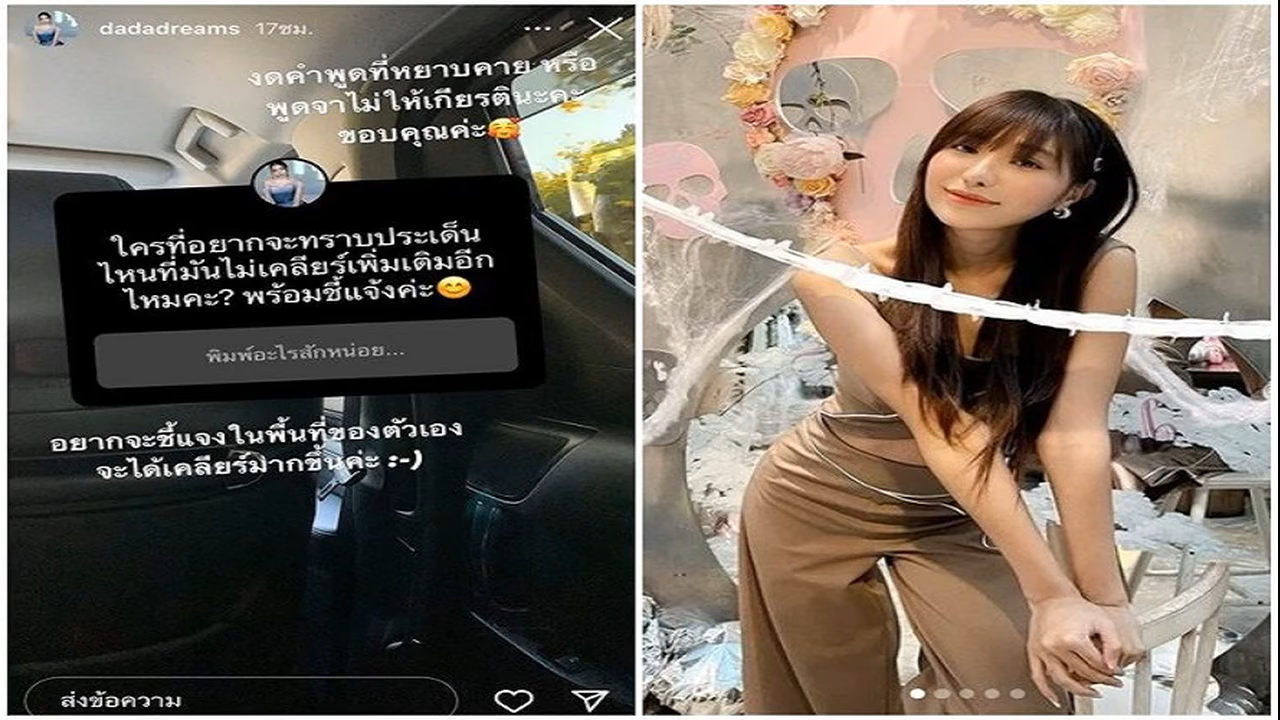 dadadreams 17ชม.
งดคำพูดที่หยาบคาย หรือ
พูดจาไม่ให้เกียรตินะคะ
ขอบคุณค่ะ🥰
ใครที่อยากจะทราบประเด็น
ไหนที่มันไม่เคลียร์เพิ่มเติมอีก
ไหมคะ? พร้อมชี้แจ้งค่ะ😊
พิมพ์อะไรสักหน่อย...
อยากจะชี้แจงในพื้นที่ของตัวเอง
จะได้เคลียร์มากขึ้นค่ะ :-)
ส่งข้อความ